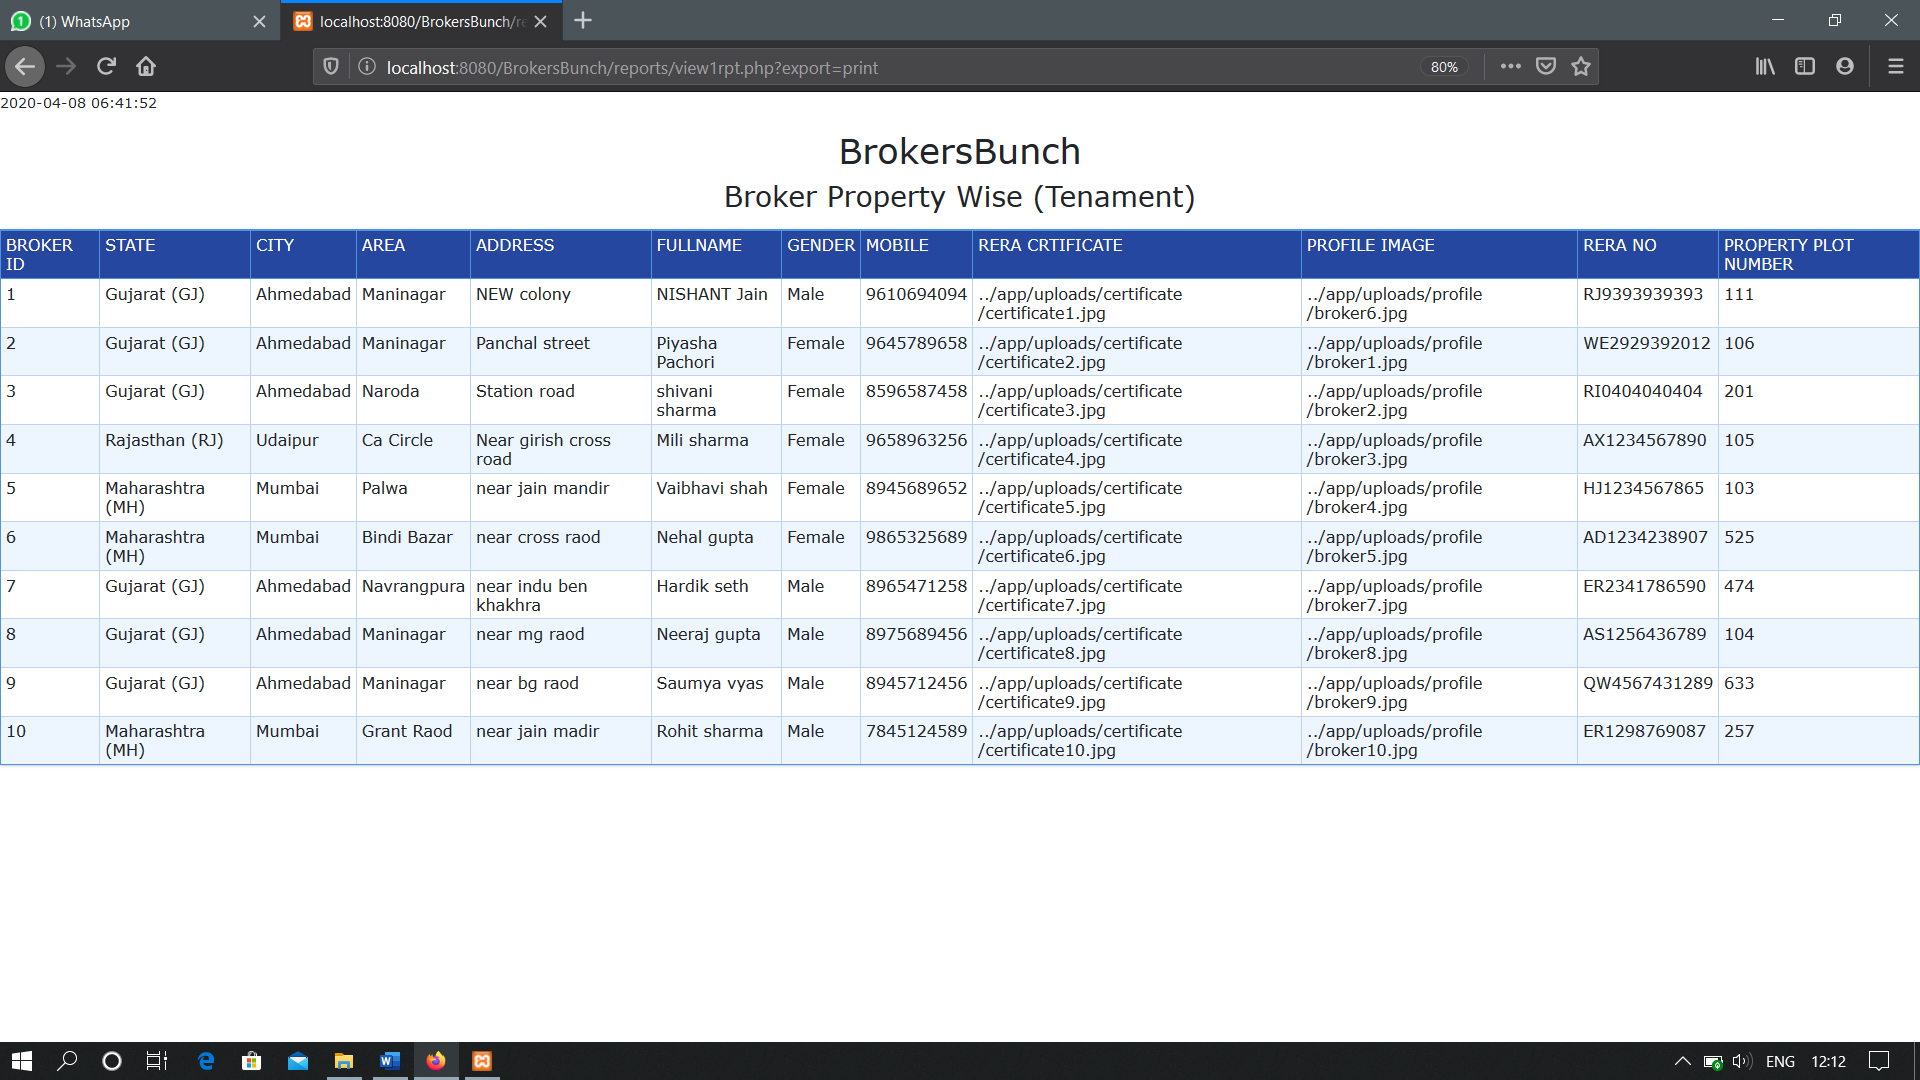 (1) WhatsApp
localhost:8080/BrokersBunch/re
localhost:8080/BrokersBunch/reports/view1rpt.php?export=print
80%
2020-04-08 06:41:52
BrokersBunch
Broker Property Wise (Tenament)
BROKER ID STATE CITY AREA ADDRESS FULLNAME GENDER MOBILE RERA CRTIFICATE PROFILE IMAGE RERA NO PROPERTY PLOT NUMBER
1 Gujarat (GJ) Ahmedabad Maninagar NEW colony NISHANT Jain Male 9610694094 ../app/uploads/certificate/certificate1.jpg ../app/uploads/profile/broker6.jpg RJ9393939393 111
2 Gujarat (GJ) Ahmedabad Maninagar Panchal street Piyasha Pachori Female 9645789658 ../app/uploads/certificate/certificate2.jpg ../app/uploads/profile/broker1.jpg WE2929392012 106
3 Gujarat (GJ) Ahmedabad Naroda Station road shivani sharma Female 8596587458 ../app/uploads/certificate/certificate3.jpg ../app/uploads/profile/broker2.jpg RI0404040404 201
4 Rajasthan (RJ) Udaipur Ca Circle Near girish cross road Mili sharma Female 9658963256 ../app/uploads/certificate/certificate4.jpg ../app/uploads/profile/broker3.jpg AX1234567890 105
5 Maharashtra (MH) Mumbai Palwa near jain mandir Vaibhavi shah Female 8945689652 ../app/uploads/certificate/certificate5.jpg ../app/uploads/profile/broker4.jpg HJ1234567865 103
6 Maharashtra (MH) Mumbai Bindi Bazar near cross raod Nehal gupta Female 9865325689 ../app/uploads/certificate/certificate6.jpg ../app/uploads/profile/broker5.jpg AD1234238907 525
7 Gujarat (GJ) Ahmedabad Navrangpura near indu ben khakhra Hardik seth Male 8965471258 ../app/uploads/certificate/certificate7.jpg ../app/uploads/profile/broker7.jpg ER2341786590 474
8 Gujarat (GJ) Ahmedabad Maninagar near mg raod Neeraj gupta Male 8975689456 ../app/uploads/certificate/certificate8.jpg ../app/uploads/profile/broker8.jpg AS1256436789 104
9 Gujarat (GJ) Ahmedabad Maninagar near bg raod Saumya vyas Male 8945712456 ../app/uploads/certificate/certificate9.jpg ../app/uploads/profile/broker9.jpg QW4567431289 633
10 Maharashtra (MH) Mumbai Grant Raod near jain madir Rohit sharma Male 7845124589 ../app/uploads/certificate/certificate10.jpg ../app/uploads/profile/broker10.jpg ER1298769087 257
ENG 12:12